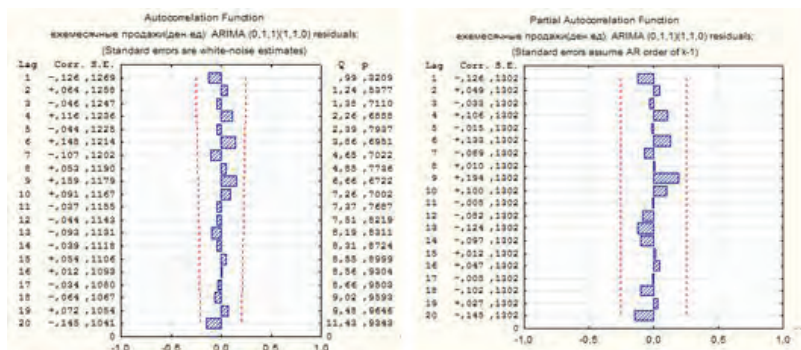 Autocorrelation Function
ежемесячные продажи(ден.ед): ARIMA (0,1,1)(1,1,0) residuals;
(Standard errors are white-noise estimates)
Lag Corr. S.E. Q p
1 -,126 ,1269 ,99 ,3209
2 +,064 ,1258 1,24 ,5377
3 -,046 ,1247 1,38 ,7110
4 +,116 ,1236 2,26 ,6888
5 -,044 ,1225 2,39 ,7937
6 +,148 ,1214 3,86 ,6951
7 -,107 ,1202 4,65 ,7022
8 +,053 ,1190 4,85 ,7736
9 +,159 ,1179 6,66 ,6722
10 +,091 ,1167 7,26 ,7002
11 -,037 ,1155 7,37 ,7687
12 -,044 ,1143 7,51 ,8219
13 -,093 ,1131 8,19 ,8311
14 -,039 ,1118 8,31 ,8724
15 +,054 ,1106 8,55 ,8999
16 +,012 ,1093 8,56 ,9304
17 -,034 ,1080 8,66 ,9503
18 -,064 ,1067 9,02 ,9593
19 +,072 ,1054 9,48 ,9646
20 -,145 ,1041 11,43 ,9343
0 0
-1,0 -0,5 0,0 0,5 1,0
Partial Autocorrelation Function
ежемесячные продажи(ден.ед): ARIMA (0,1,1)(1,1,0) residuals;
(Standard errors assume AR order of k-1)
Lag Corr. S.E.
1 -,126 ,1302
2 +,049 ,1302
3 -,033 ,1302
4 +,106 ,1302
5 -,015 ,1302
6 +,133 ,1302
7 -,069 ,1302
8 +,010 ,1302
9 +,194 ,1302
10 +,100 ,1302
11 -,005 ,1302
12 -,082 ,1302
13 -,124 ,1302
14 -,097 ,1302
15 +,012 ,1302
16 +,047 ,1302
17 -,005 ,1302
18 -,102 ,1302
19 +,027 ,1302
20 -,145 ,1302
0 0
-1,0 -0,5 0,0 0,5 1,0